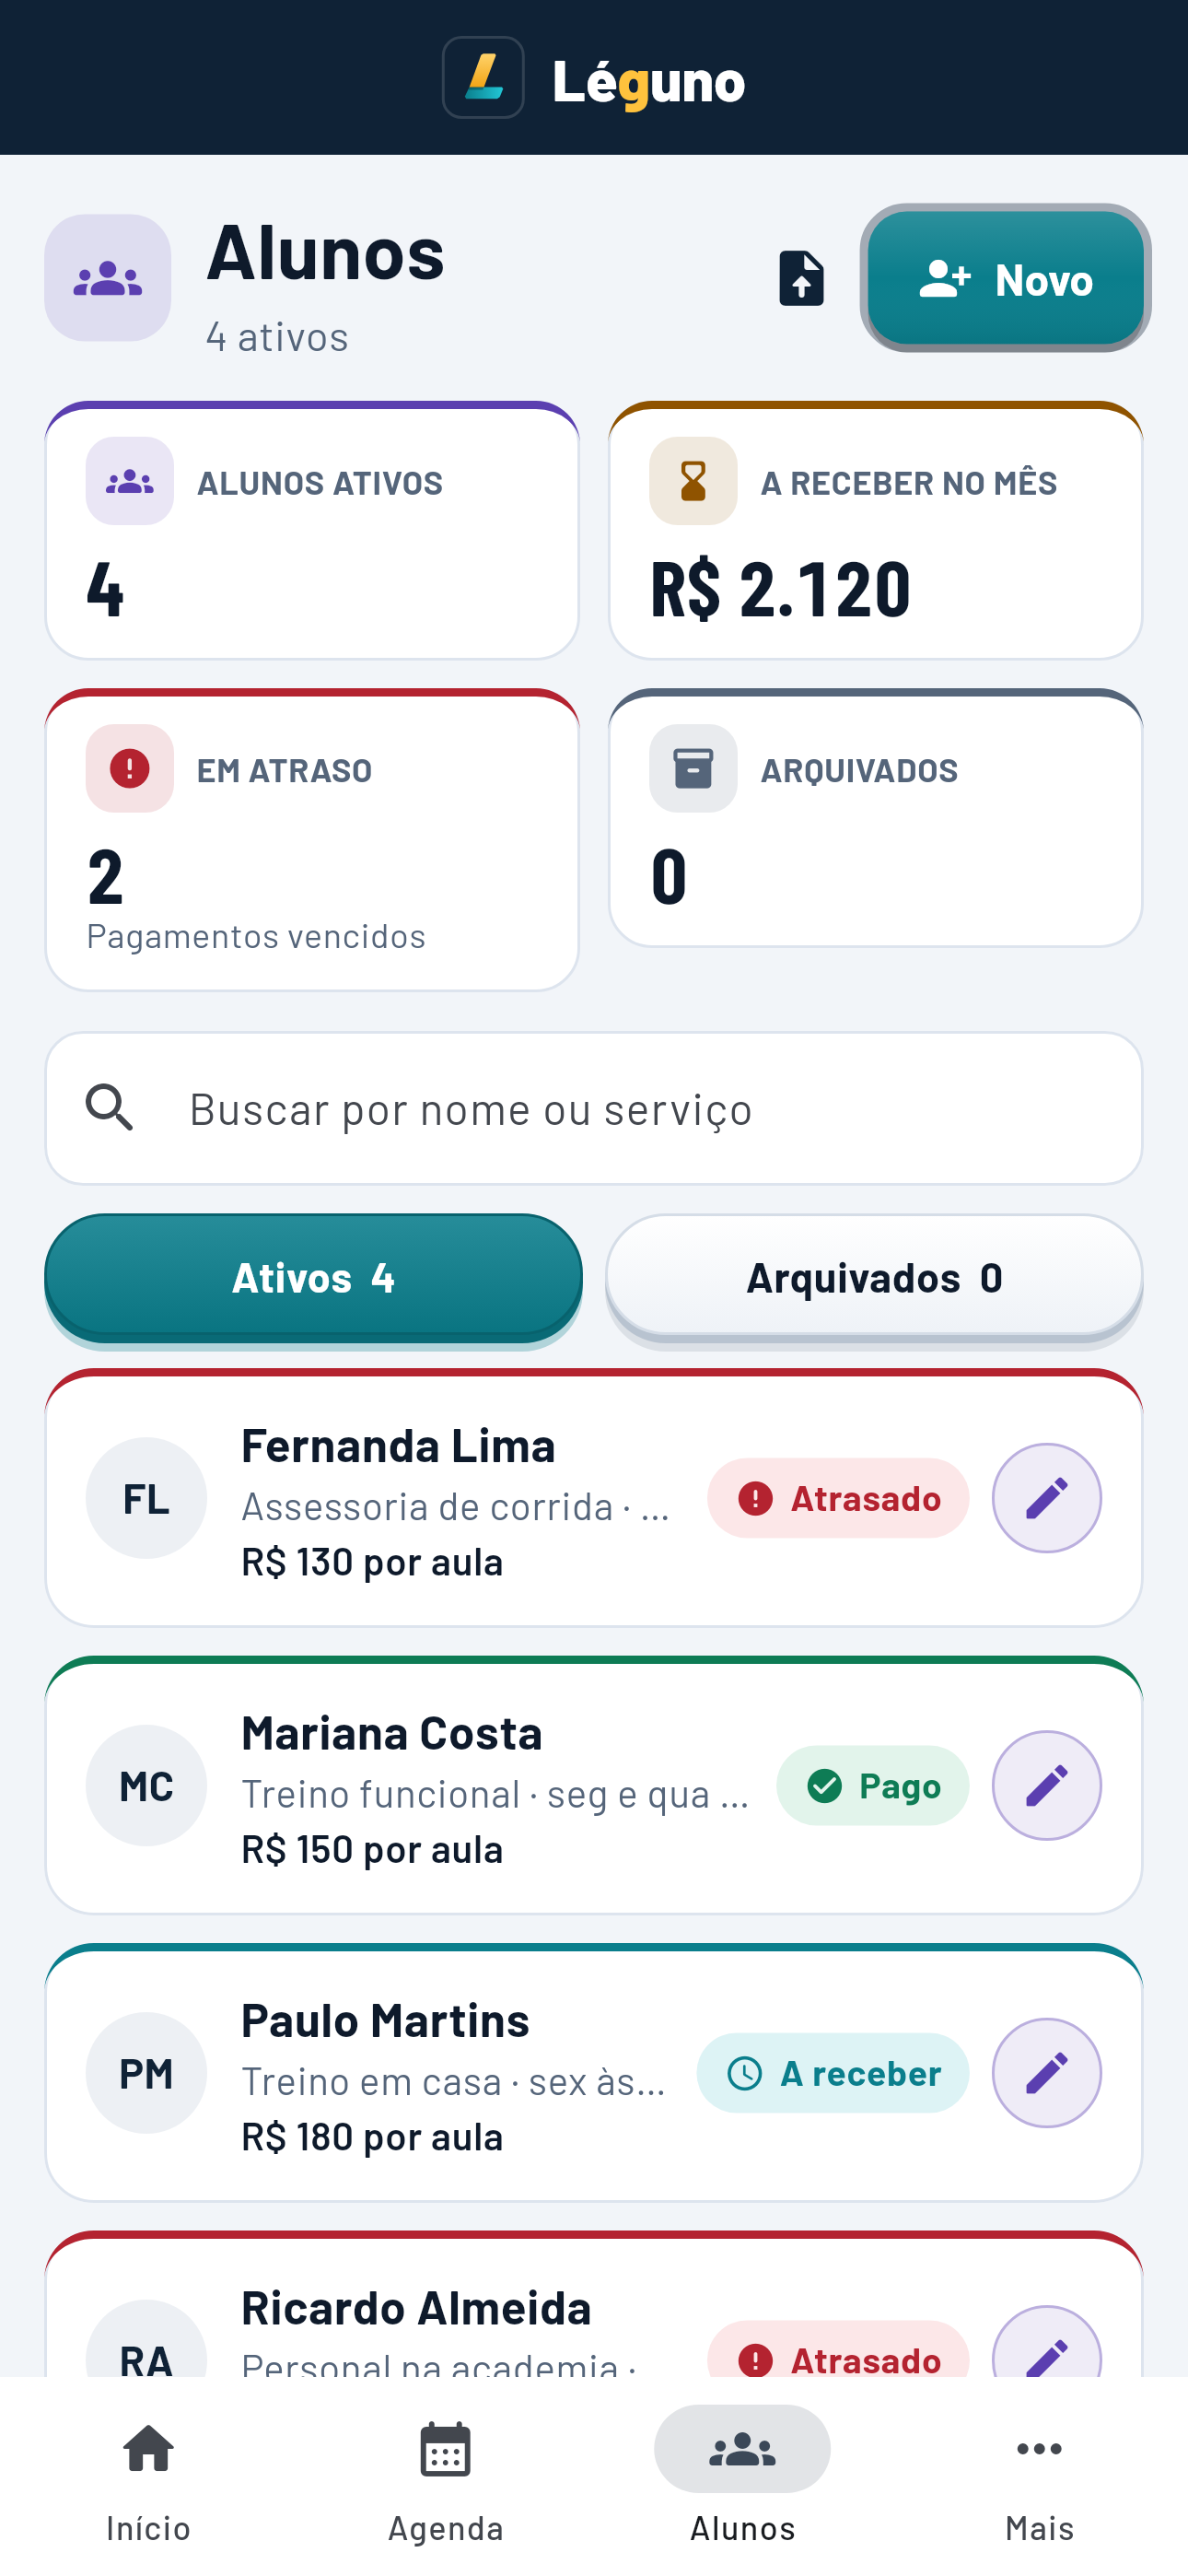 Léguno
Alunos
4 ativos
Novo
ALUNOS ATIVOS
4
A RECEBER NO MÊS
R$ 2.120
EM ATRASO
2
Pagamentos vencidos
ARQUIVADOS
0
Buscar por nome ou serviço
Ativos 4
Arquivados 0
FL
Fernanda Lima
Assessoria de corrida · ...
R$ 130 por aula
Atrasado
MC
Mariana Costa
Treino funcional · seg e qua ...
R$ 150 por aula
Pago
PM
Paulo Martins
Treino em casa · sex às...
R$ 180 por aula
A receber
RA
Ricardo Almeida
Personal na academia ·
Atrasado
Início
Agenda
Alunos
Mais